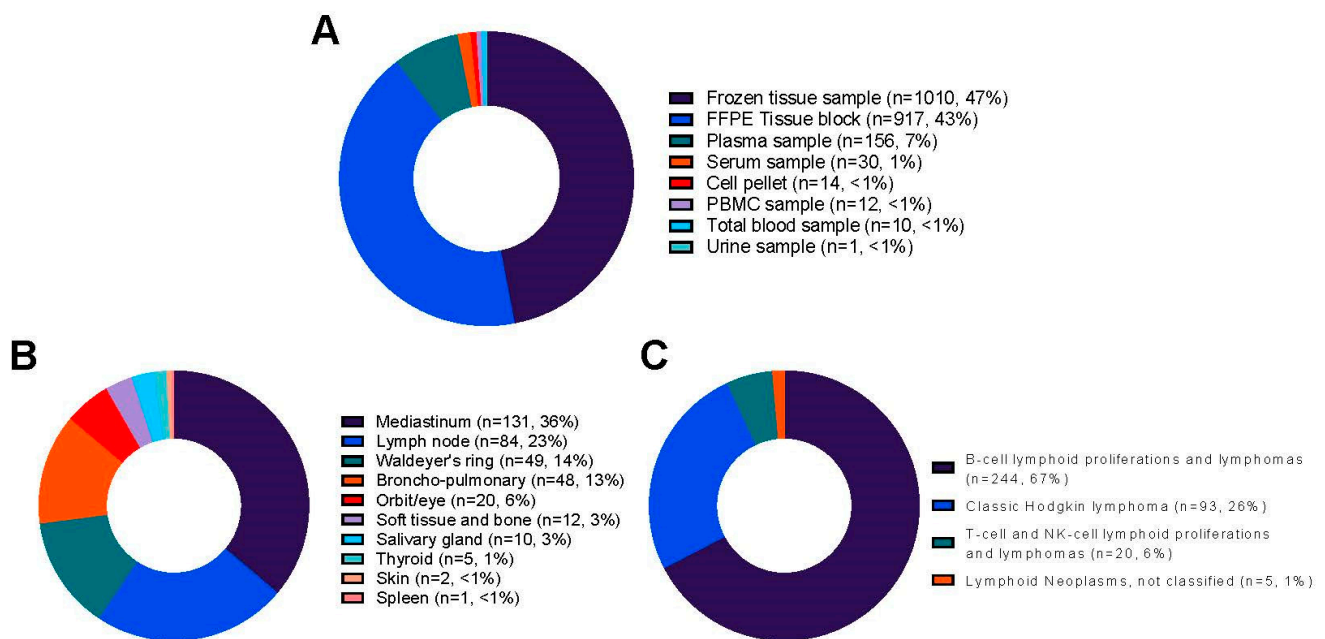 A
Frozen tissue sample (n=1010, 47%)
FFPE Tissue block (n=917, 43%)
Plasma sample (n=156, 7%)
Serum sample (n=30, 1%)
Cell pellet (n=14, <1%)
PBMC sample (n=12, <1%)
Total blood sample (n=10, <1%)
Urine sample (n=1, <1%)
B
Mediastinum (n=131, 36%)
Lymph node (n=84, 23%)
Waldeyer's ring (n=49, 14%)
Broncho-pulmonary (n=48, 13%)
Orbit/eye (n=20, 6%)
Soft tissue and bone (n=12, 3%)
Salivary gland (n=10, 3%)
Thyroid (n=5, 1%)
Skin (n=2, <1%)
Spleen (n=1, <1%)
C
B-cell lymphoid proliferations and lymphomas
(n=244, 67%)
Classic Hodgkin lymphoma (n=93, 26%)
T-cell and NK-cell lymphoid proliferations
and lymphomas (n=20, 6%)
Lymphoid Neoplasms, not classified (n=5, 1%)